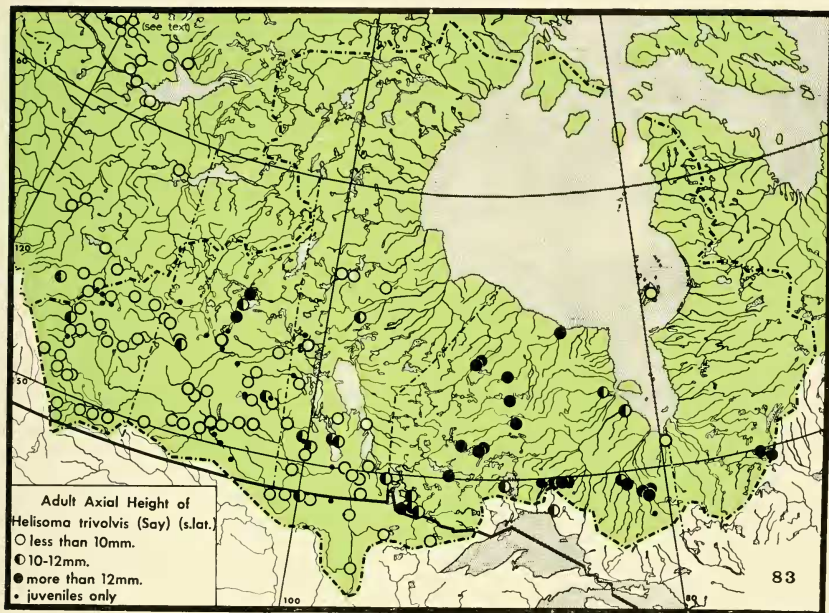 (see text)
60
120
50
Adult Axial Height of
Helisoma trivolvis (Say) (s.lat.)
less than 10mm.
10-12mm.
more than 12mm.
juveniles only
100
80
83